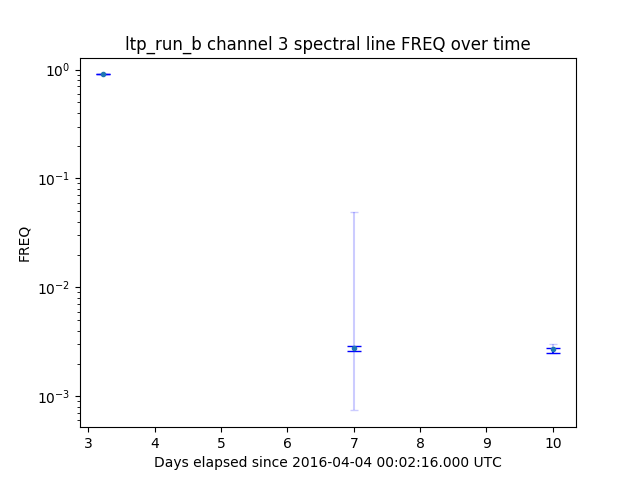 ltp_run_b channel 3 spectral line FREQ over time
10⁰
10⁻¹
10⁻²
10⁻³
FREQ
3 4 5 6 7 8 9 10
Days elapsed since 2016-04-04 00:02:16.000 UTC